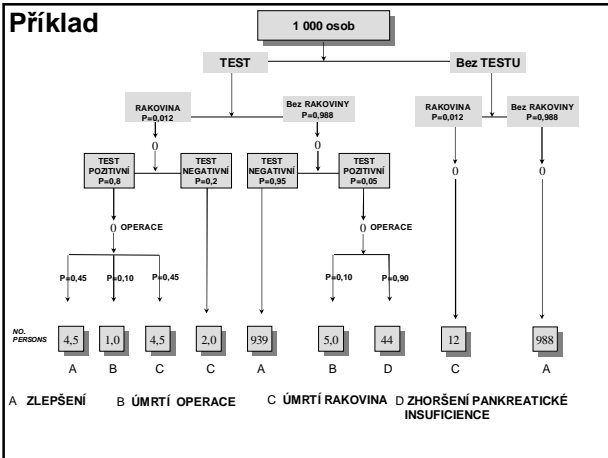 Příklad
1 000 osob
TEST
Bez TESTU
RAKOVINA
P=0,012
Bez RAKOVINY
P=0,988
RAKOVINA
P=0,012
Bez RAKOVINY
P=0,988
0
0
0
0
TEST
POZITIVNÍ
P=0,8
TEST
NEGATIVNÍ
P=0,2
TEST
NEGATIVNÍ
P=0,95
TEST
POZITIVNÍ
P=0,05
0 OPERACE
0 OPERACE
P=0,45
P=0,10
P=0,45
P=0,10
P=0,90
NO.
PERSONS
4,5
1,0
4,5
2,0
939
5,0
44
12
988
A
B
C
C
A
B
D
C
A
A ZLEPŠENÍ
B ÚMRTÍ OPERACE
C ÚMRTÍ RAKOVINA
D ZHORŠENÍ PANKREATICKÉ
INSUFICIENCE